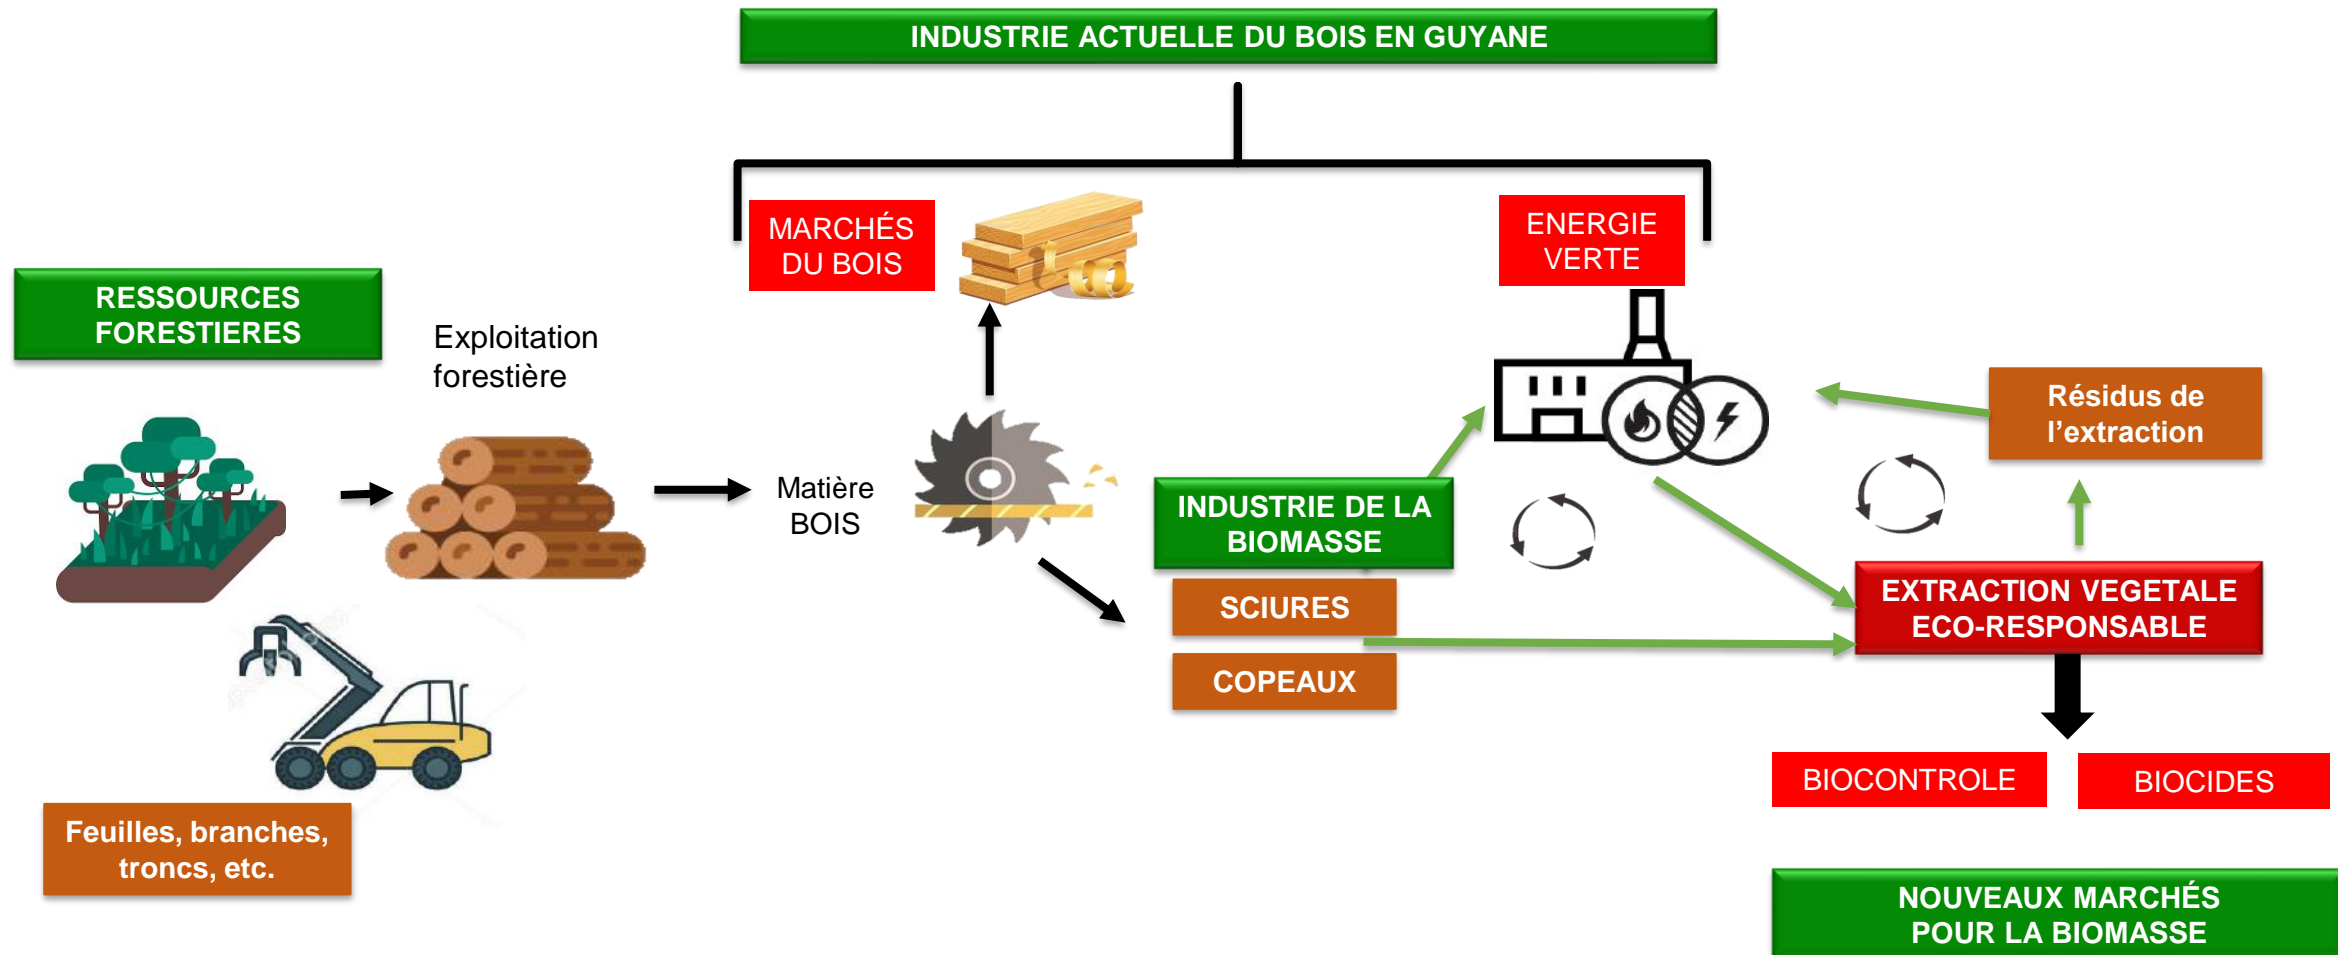 INDUSTRIE ACTUELLE DU BOIS EN GUYANE
MARCHÉS
DU BOIS
ENERGIE
VERTE
RESSOURCES
FORESTIERES
Exploitation
forestière
Résidus de
l’extraction
Matière
BOIS
INDUSTRIE DE LA
BIOMASSE
SCIURES
COPEAUX
EXTRACTION VEGETALE
ECO-RESPONSABLE
BIOCONTROLE
BIOCIDES
Feuilles, branches,
troncs, etc.
NOUVEAUX MARCHÉS
POUR LA BIOMASSE